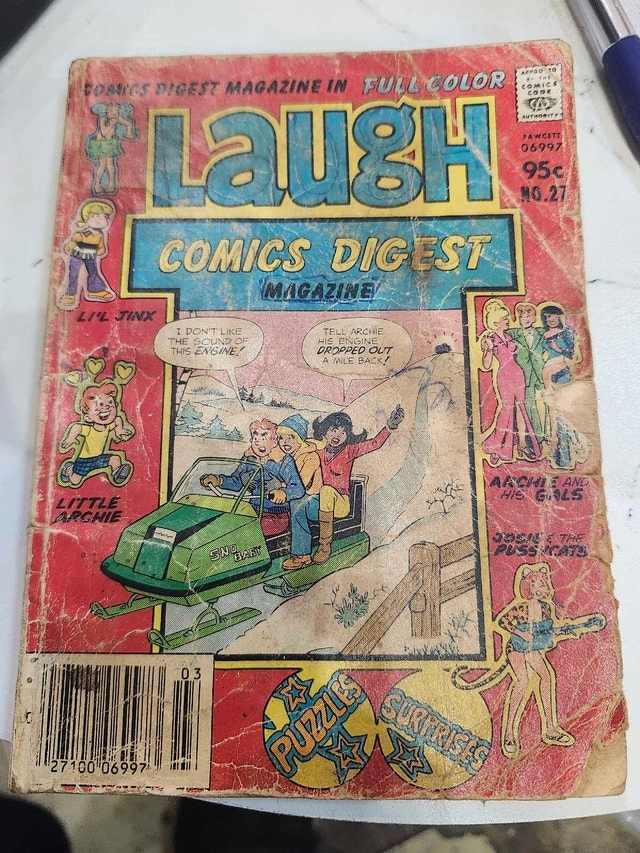 COMICS DIGEST MAGAZINE IN FULL COLOR
APPROVED
BY THE
COMICS
CODE
AUTHORITY
FAWCETT
06997
95¢
NO.27
Laugh
COMICS DIGEST
MAGAZINE
LI'L JINX
I DON'T LIKE
THE SOUND OF
THIS ENGINE!
TELL ARCHIE
HIS ENGINE
DROPPED OUT
A MILE BACK!
LITTLE
ARCHIE
ARCHIE AND
HIS GALS
JOSIE & THE
PUSSYCATS
SNO
BABY
03
27100 06997
PUZZLES
SURPRISES